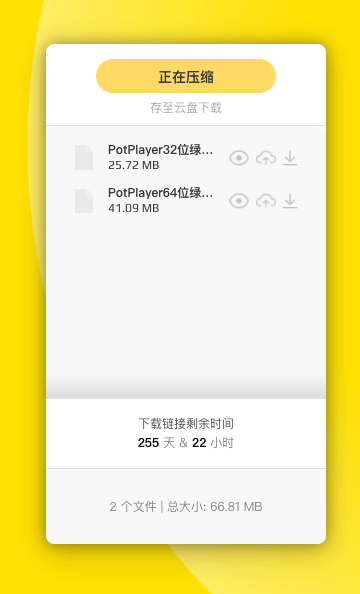 正在压缩
存至云盘下载
PotPlayer32位绿...
25.72 MB
PotPlayer64位绿...
41.09 MB
下载链接剩余时间
255 天 & 22 小时
2 个文件 | 总大小: 66.81 MB